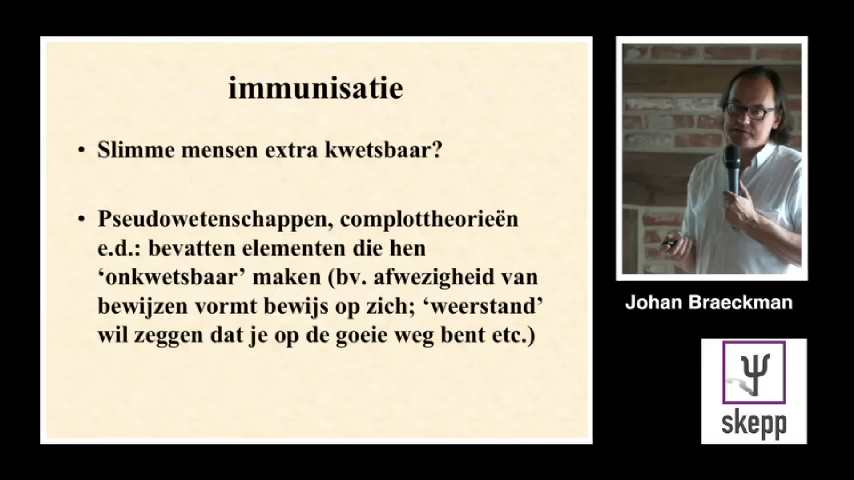 immunisatie
• Slimme mensen extra kwetsbaar?
• Pseudowetenschappen, complottheorieën
e.d.: bevatten elementen die hen
‘onkwetsbaar’ maken (bv. afwezigheid van
bewijzen vormt bewijs op zich; ‘weerstand’
wil zeggen dat je op de goeie weg bent etc.)
Johan Braeckman
skepp